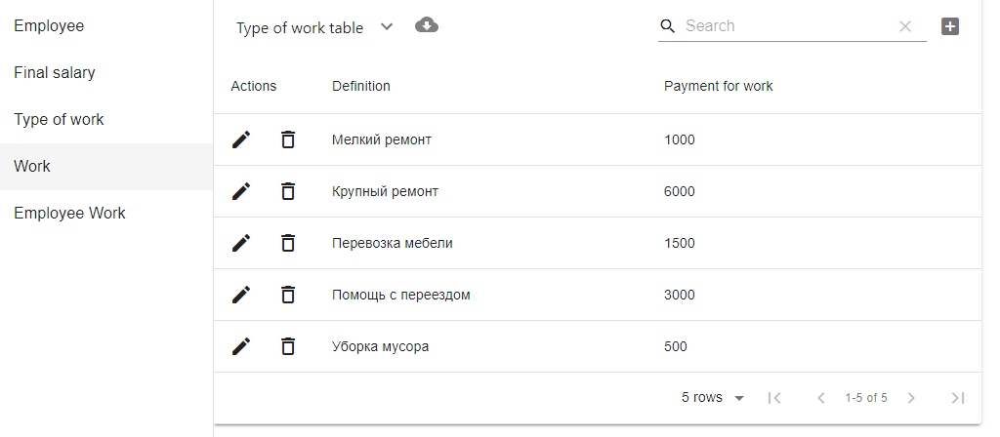 Employee
Final salary
Type of work
Work
Employee Work
Type of work table
Search
Actions Definition Payment for work
Мелкий ремонт 1000
Крупный ремонт 6000
Перевозка мебели 1500
Помощь с переездом 3000
Уборка мусора 500
5 rows 1-5 of 5